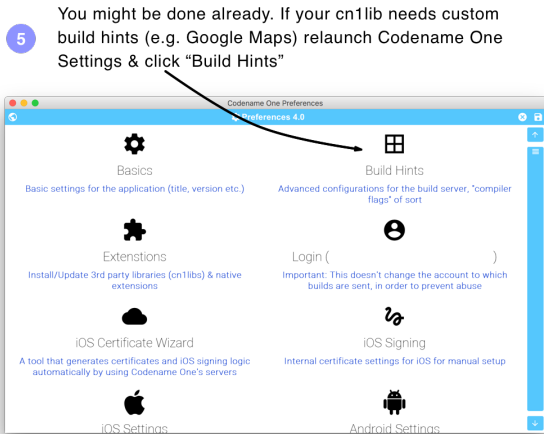 You might be done already. If your cn1lib needs custom
5
build hints (e.g. Google Maps) relaunch Codename One
Settings & click “Build Hints”
Codename One Preferences
Preferences 4.0
Basics
Build Hints
Basic settings for the application (title, version etc.)
Advanced configurations for the build server, "compiler
flags" of sort
Extenstions
Login ( )
Install/Update 3rd party libraries (cn1libs) & native
extensions
Important: This doesn't change the account to which
builds are sent, in order to prevent abuse
iOS Certificate Wizard
iOS Signing
A tool that generates certificates and iOS signing logic
automatically by using Codename One's servers
Internal certificate settings for iOS for manual setup
iOS Settings
Android Settings